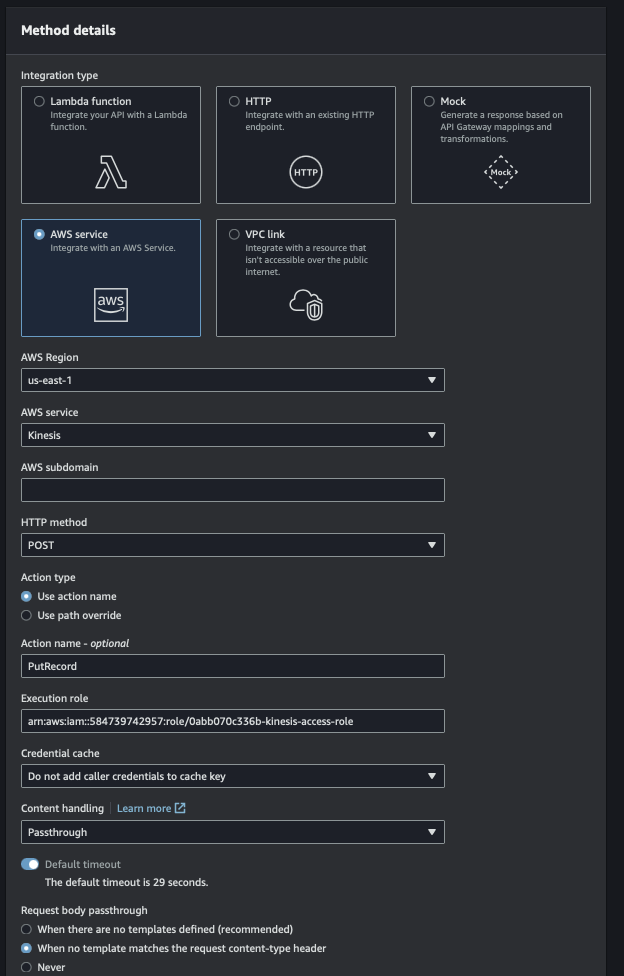 Method details
Integration type
Lambda function
Integrate your API with a Lambda
function.
HTTP
Integrate with an existing HTTP
endpoint.
HTTP
Mock
Generate a response based on
API Gateway mappings and
transformations.
Mock
AWS service
Integrate with an AWS Service.
aws
VPC link
Integrate with a resource that
isn't accessible over the public
internet.
AWS Region
us-east-1
AWS service
Kinesis
AWS subdomain
HTTP method
POST
Action type
Use action name
Use path override
Action name - optional
PutRecord
Execution role
arn:aws:iam::584739742957:role/0abb070c336b-kinesis-access-role
Credential cache
Do not add caller credentials to cache key
Content handling | Learn more
Passthrough
Default timeout
The default timeout is 29 seconds.
Request body passthrough
When there are no templates defined (recommended)
When no template matches the request content-type header
Never